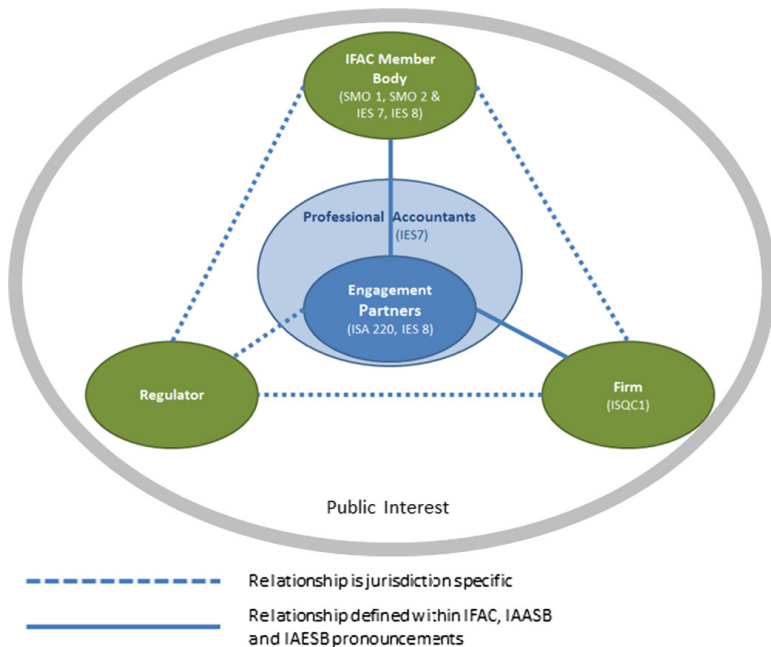 IFAC Member
Body
(SMO 1, SMO 2 &
IES 7, IES 8)
Professional Accountants
(IES7)
Engagement
Partners
(ISA 220, IES 8)
Regulator
Firm
(ISQC1)
Public Interest
Relationship is jurisdiction specific
Relationship defined within IFAC, IAASB
and IAESB pronouncements